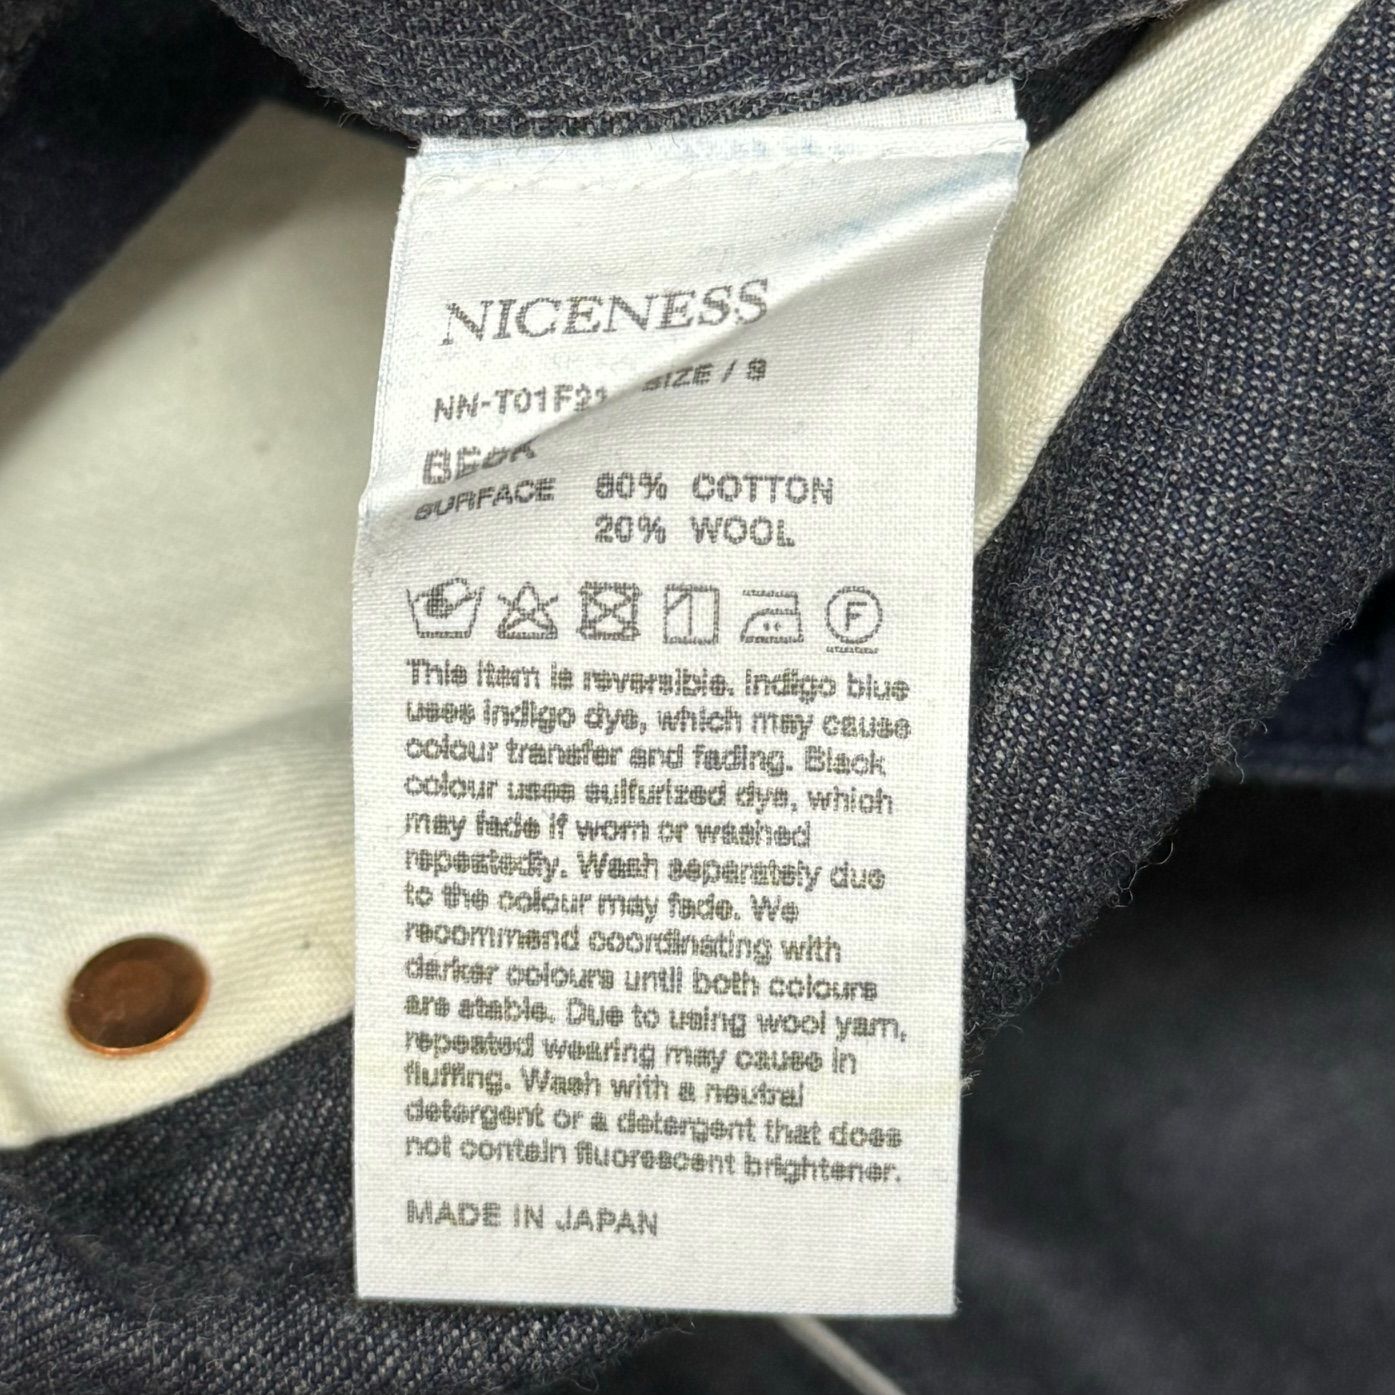 NICENESS
NN-T01F21 SIZE / 9
BECK
SURFACE 80% COTTON
20% WOOL
F
This item is reversible. Indigo blue
uses indigo dye, which may cause
colour transfer and fading. Black
colour uses sulfurized dye, which
may fade if worn or washed
repeatedly. Wash separately due
to the colour may fade. We
recommend coordinating with
darker colours until both colours
are stable. Due to using wool yarn,
repeated wearing may cause in
fluffing. Wash with a neutral
detergent or a detergent that does
not contain fluorescent brightener.
MADE IN JAPAN